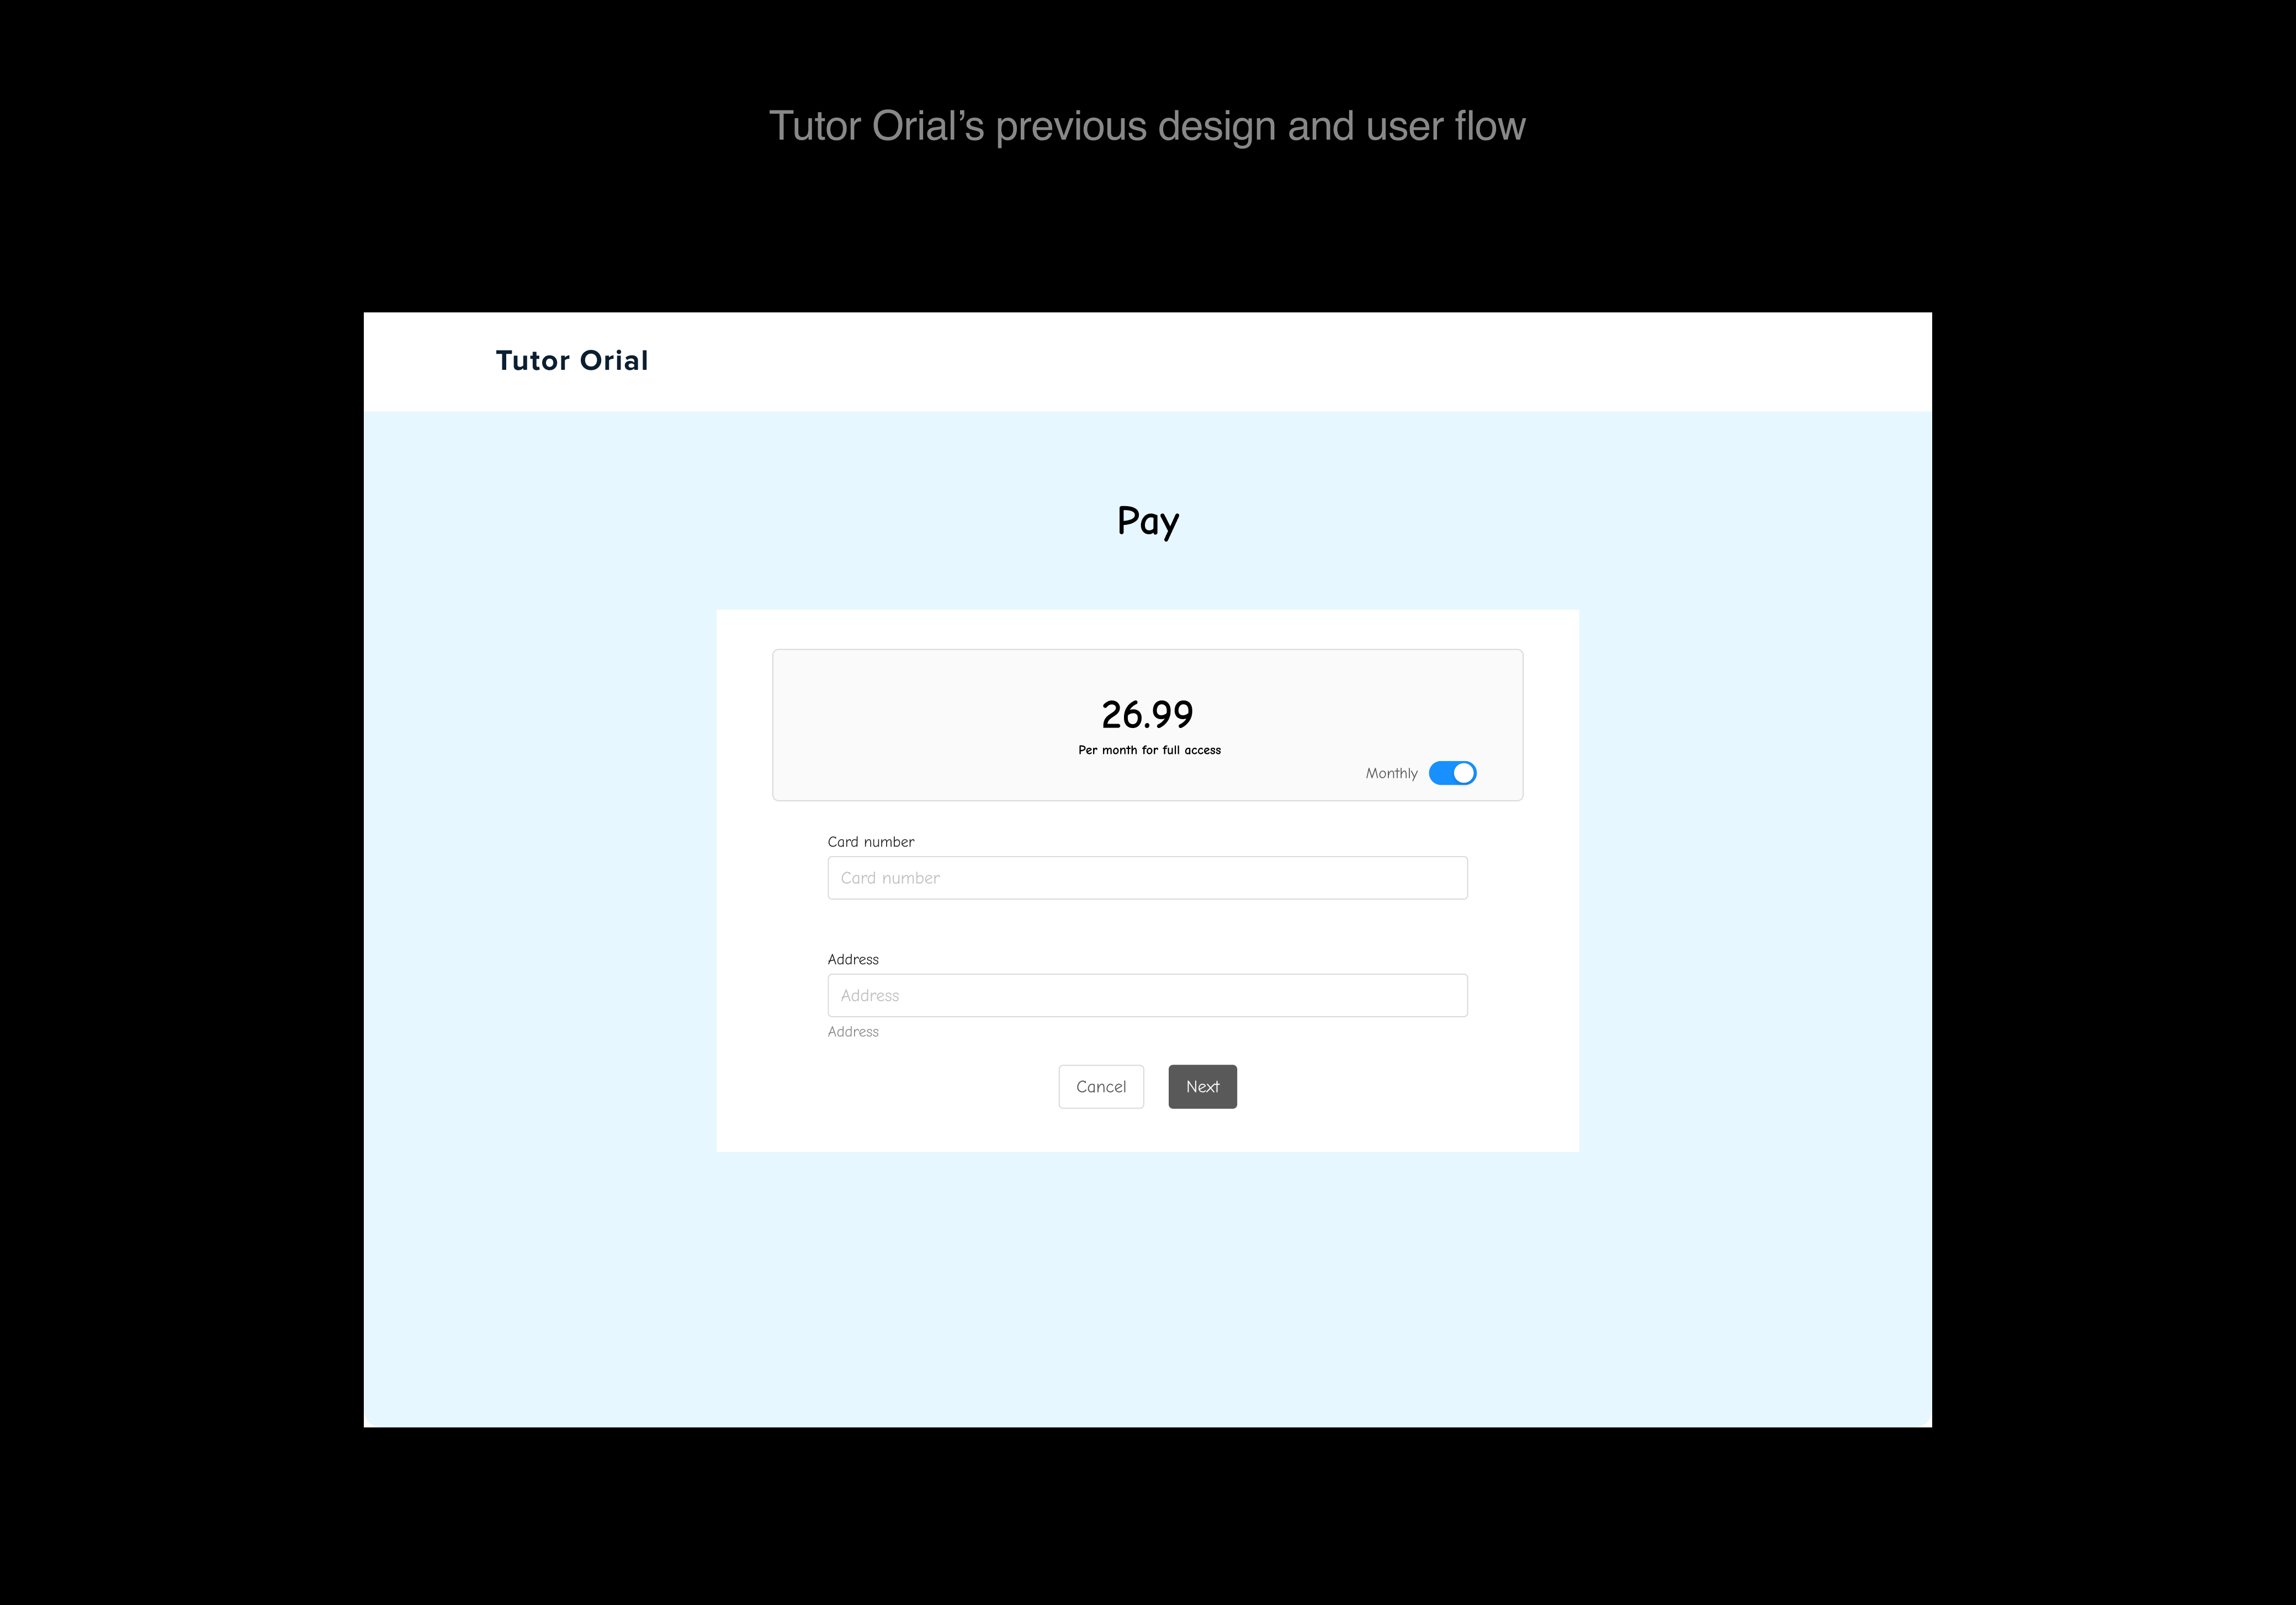 Tutor Orial’s previous design and user flow
Tutor Orial
Pay
26.99
Per month for full access
Monthly
Card number
Card number
Address
Address
Address
Cancel
Next